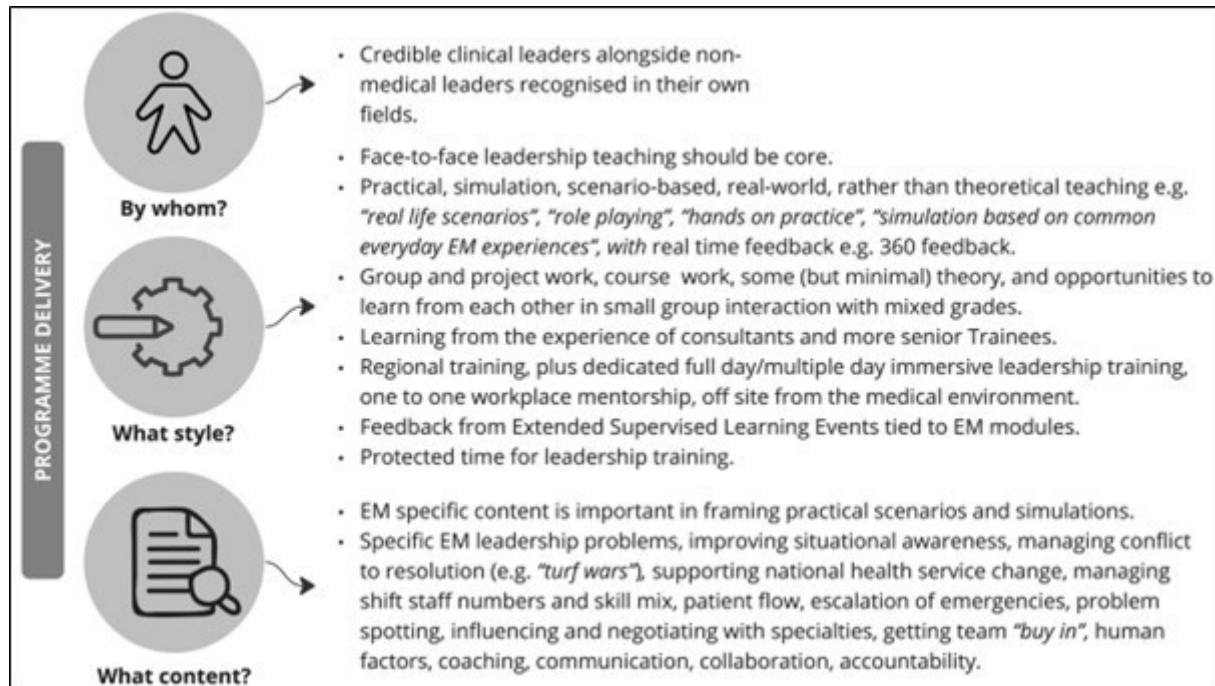 PROGRAMME DELIVERY
By whom?
• Credible clinical leaders alongside non-
medical leaders recognised in their own
fields.
What style?
• Face-to-face leadership teaching should be core.
• Practical, simulation, scenario-based, real-world, rather than theoretical teaching e.g.
“real life scenarios”, “role playing”, “hands on practice”, “simulation based on common
everyday EM experiences”, with real time feedback e.g. 360 feedback.
• Group and project work, course work, some (but minimal) theory, and opportunities to
learn from each other in small group interaction with mixed grades.
• Learning from the experience of consultants and more senior Trainees.
• Regional training, plus dedicated full day/multiple day immersive leadership training,
one to one workplace mentorship, off site from the medical environment.
• Feedback from Extended Supervised Learning Events tied to EM modules.
• Protected time for leadership training.
What content?
• EM specific content is important in framing practical scenarios and simulations.
• Specific EM leadership problems, improving situational awareness, managing conflict
to resolution (e.g. “turf wars”), supporting national health service change, managing
shift staff numbers and skill mix, patient flow, escalation of emergencies, problem
spotting, influencing and negotiating with specialties, getting team “buy in”, human
factors, coaching, communication, collaboration, accountability.